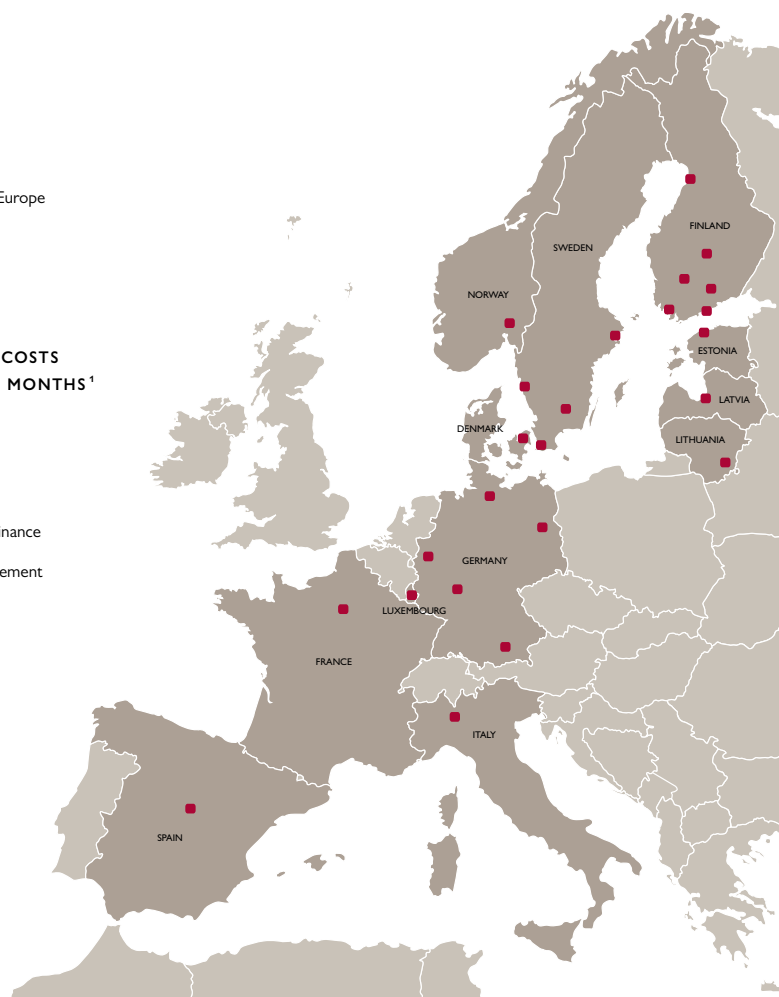 Europe
COSTS
MONTHS¹
inance
ement
FINLAND
SWEDEN
NORWAY
ESTONIA
LATVIA
DENMARK
LITHUANIA
GERMANY
LUXEMBOURG
FRANCE
ITALY
SPAIN